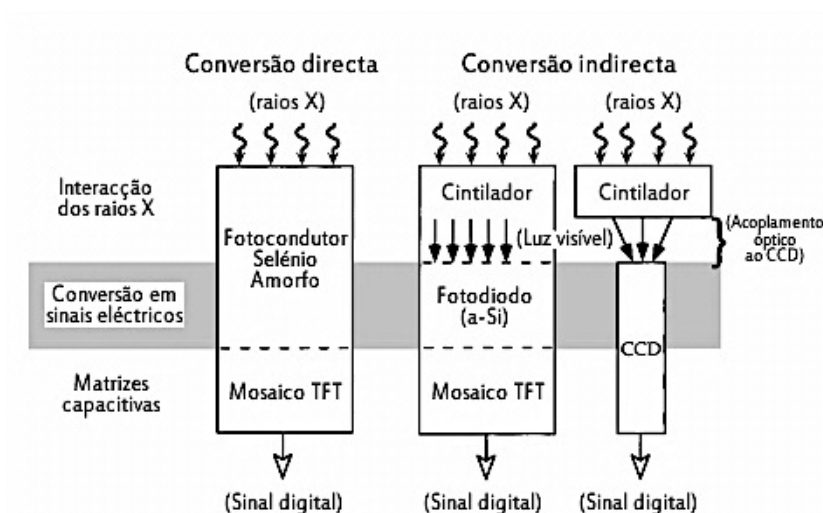 Conversão directa
(raios X)
Conversão indirecta
(raios X)
(raios X)
Interacção
dos raios X
Fotocondutor
Selénio
Amorfo
Cintilador
(Luz visível)
Cintilador
(Acoplamento
óptico
ao CCD)
Conversão em
sinais eléctricos
Fotodiodo
(a-Si)
CCD
Matrizes
capacitivas
Mosaico TFT
Mosaico TFT
(Sinal digital)
(Sinal digital)
(Sinal digital)